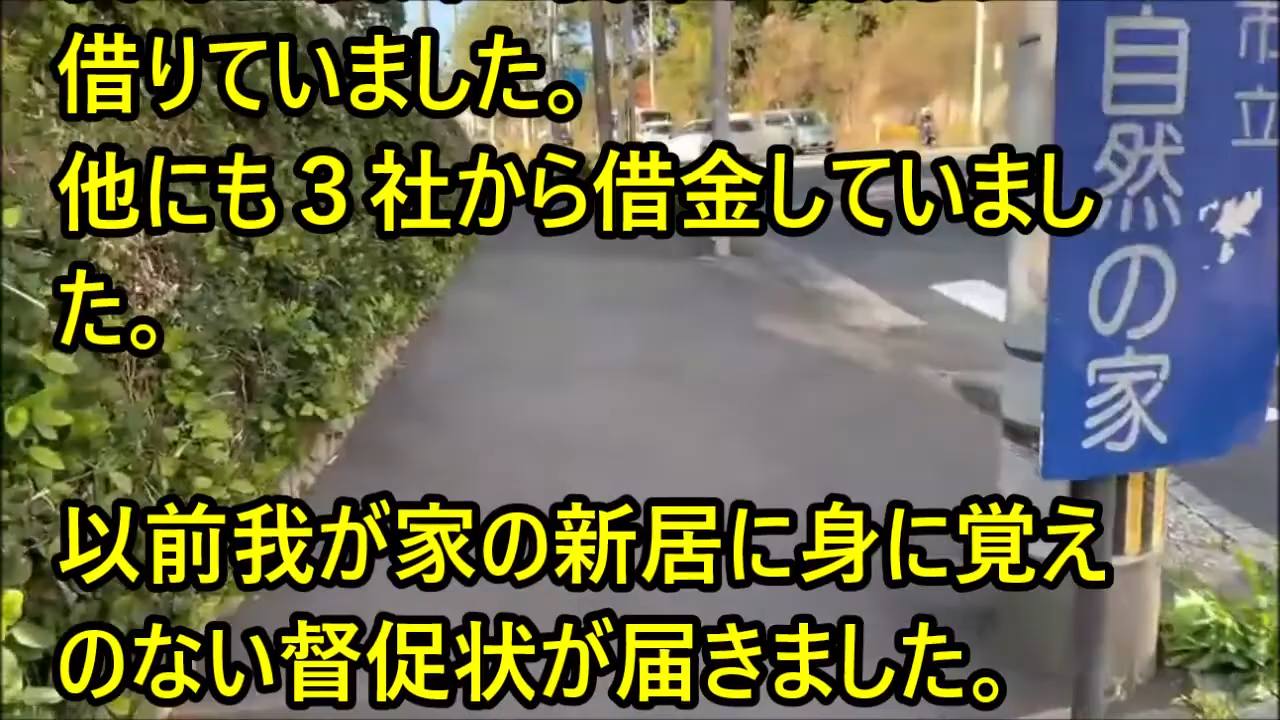 借りていました。
他にも３社から借金していまし
た。
以前我が家の新居に身に覚え
のない督促状が届きました。
市立
自然の家